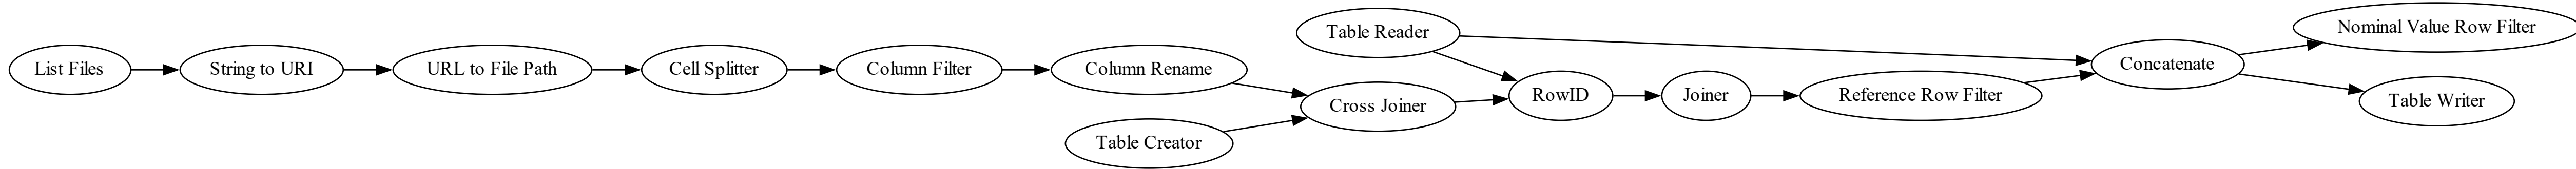 List Files
String to URI
URL to File Path
Cell Splitter
Column Filter
Column Rename
Table Creator
Table Reader
Cross Joiner
RowID
Joiner
Reference Row Filter
Concatenate
Nominal Value Row Filter
Table Writer